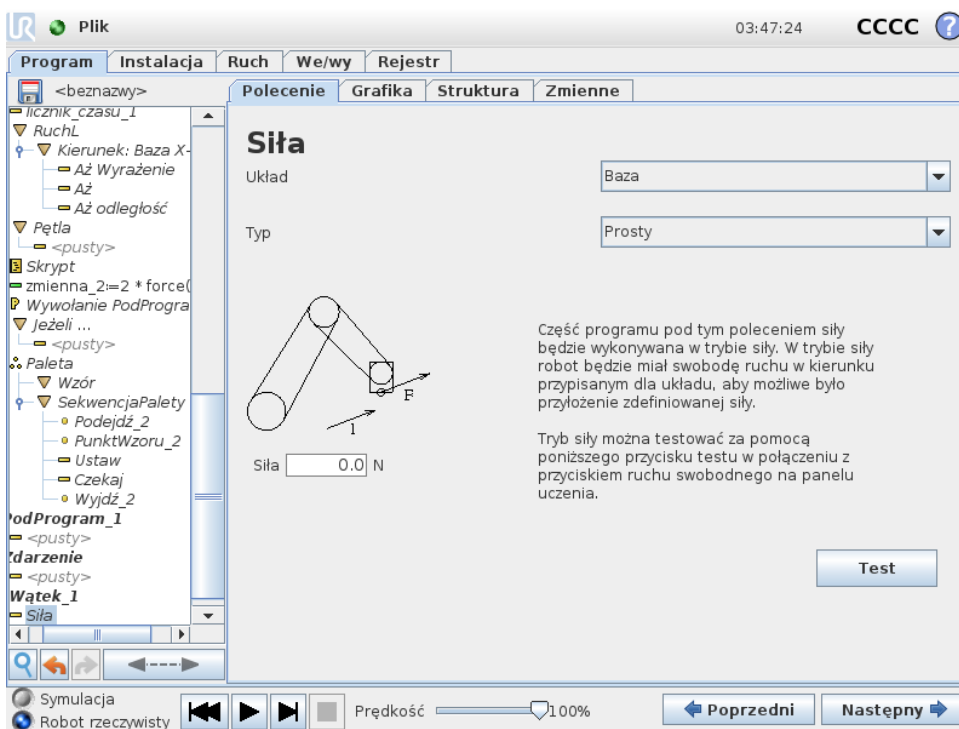 UR Plik 03:47:24 CCCC ?
Program Instalacja Ruch We/wy Rejestr
<beznazwy>
Polecenie Grafika Struktura Zmienne
licznik_czasu_1
RuchL
Kierunek: Baza X-
Aż Wyrażenie
Aż
Aż odległość
Pętla
<pusty>
Skrypt
zmienna_2:=2 * force(
Wywołanie PodProgra
Jeżeli ...
<pusty>
Paleta
Wzór
SekwencjaPalety
Podejdź_2
PunktWzoru_2
Ustaw
Czekaj
Wyjdź_2
PodProgram_1
<pusty>
Zdarzenie
<pusty>
Wątek_1
Siła
Siła
Układ Baza
Typ Prosty
F
1
Siła 0.0 N
Część programu pod tym poleceniem siły
będzie wykonywana w trybie siły. W trybie siły
robot będzie miał swobodę ruchu w kierunku
przypisanym dla układu, aby możliwe było
przyłożenie zdefiniowanej siły.
Tryb siły można testować za pomocą
poniższego przycisku testu w połączeniu z
przyciskiem ruchu swobodnego na panelu
uczenia.
Test
Symulacja
Robot rzeczywisty
Prędkość 100%
Poprzedni Następny